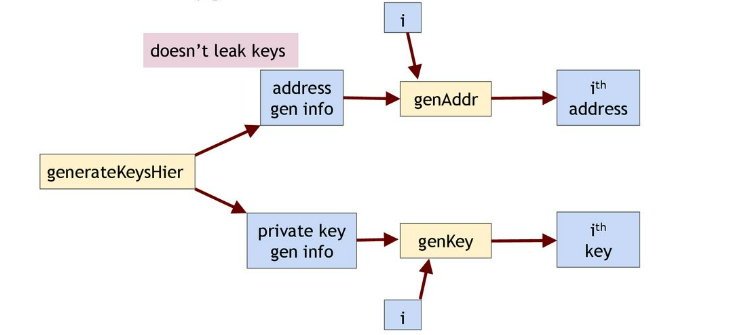 i
doesn't leak keys
address
gen info
genAddr
iᵗʰ
address
generateKeysHier
private key
gen info
genKey
iᵗʰ
key
i